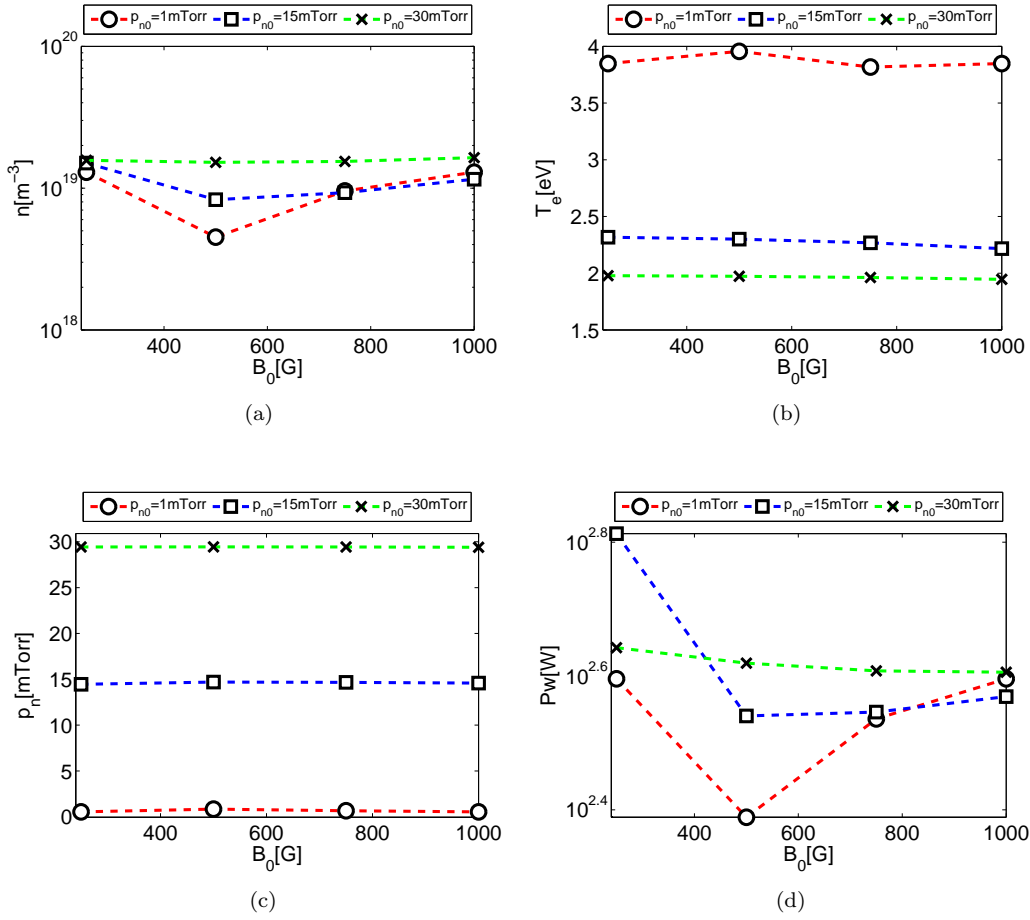 p_n0=1mTorr p_n0=15mTorr p_n0=30mTorr
10^20
10^19
10^18
n[m^−3]
400 600 800 1000
B_0[G]
(a)
p_n0=1mTorr p_n0=15mTorr p_n0=30mTorr
4
3.5
3
2.5
2
1.5
T_e[eV]
400 600 800 1000
B_0[G]
(b)
p_n0=1mTorr p_n0=15mTorr p_n0=30mTorr
30
25
20
15
10
5
0
p_n[mTorr]
400 600 800 1000
B_0[G]
(c)
p_n0=1mTorr p_n0=15mTorr p_n0=30mTorr
10^2.8
10^2.6
10^2.4
Pw[W]
400 600 800 1000
B_0[G]
(d)